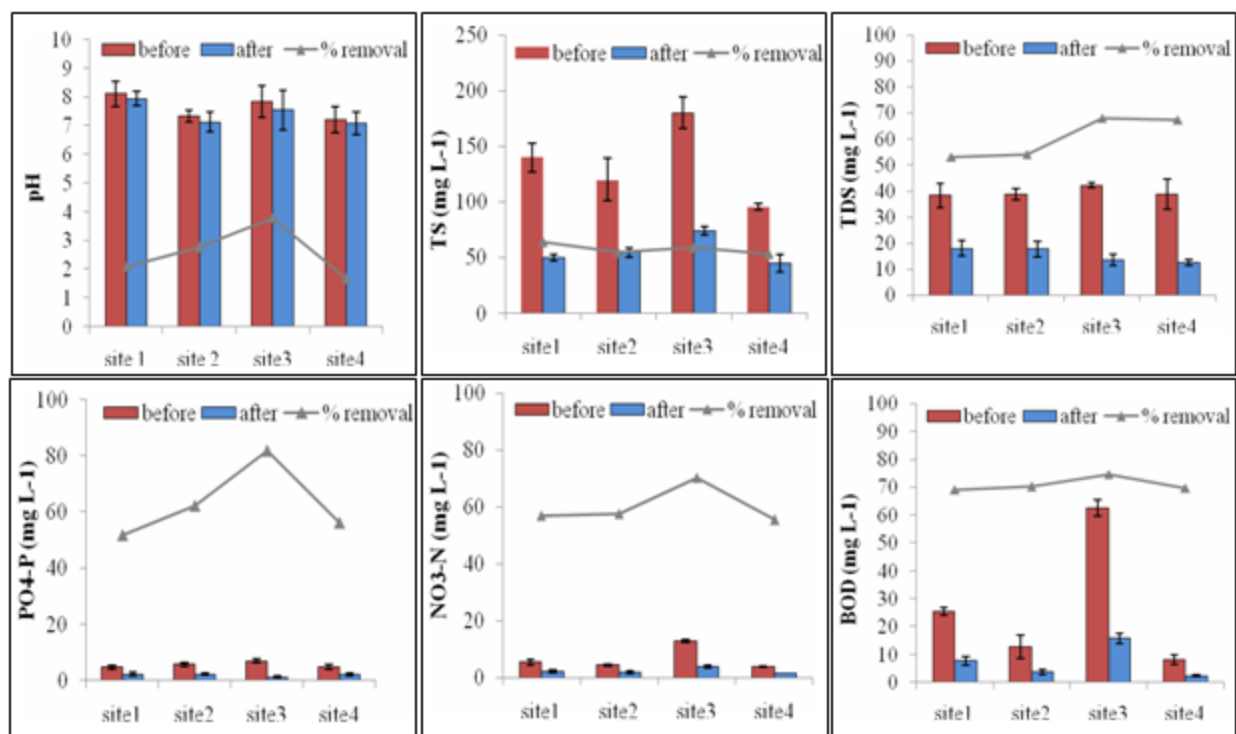 before after % removal
pH
10
9
8
7
6
5
4
3
2
1
0
site 1 site 2 site3 site4
before after % removal
TS (mg L-1)
250
200
150
100
50
0
site1 site2 site3 site4
before after % removal
TDS (mg L-1)
100
90
80
70
60
50
40
30
20
10
0
site1 site2 site3 site4
before after % removal
PO4-P (mg L-1)
100
80
60
40
20
0
site1 site2 site3 site4
before after % removal
NO3-N (mg L-1)
100
80
60
40
20
0
site1 site2 site3 site4
before after % removal
BOD (mg L-1)
100
90
80
70
60
50
40
30
20
10
0
site1 site2 site3 site4